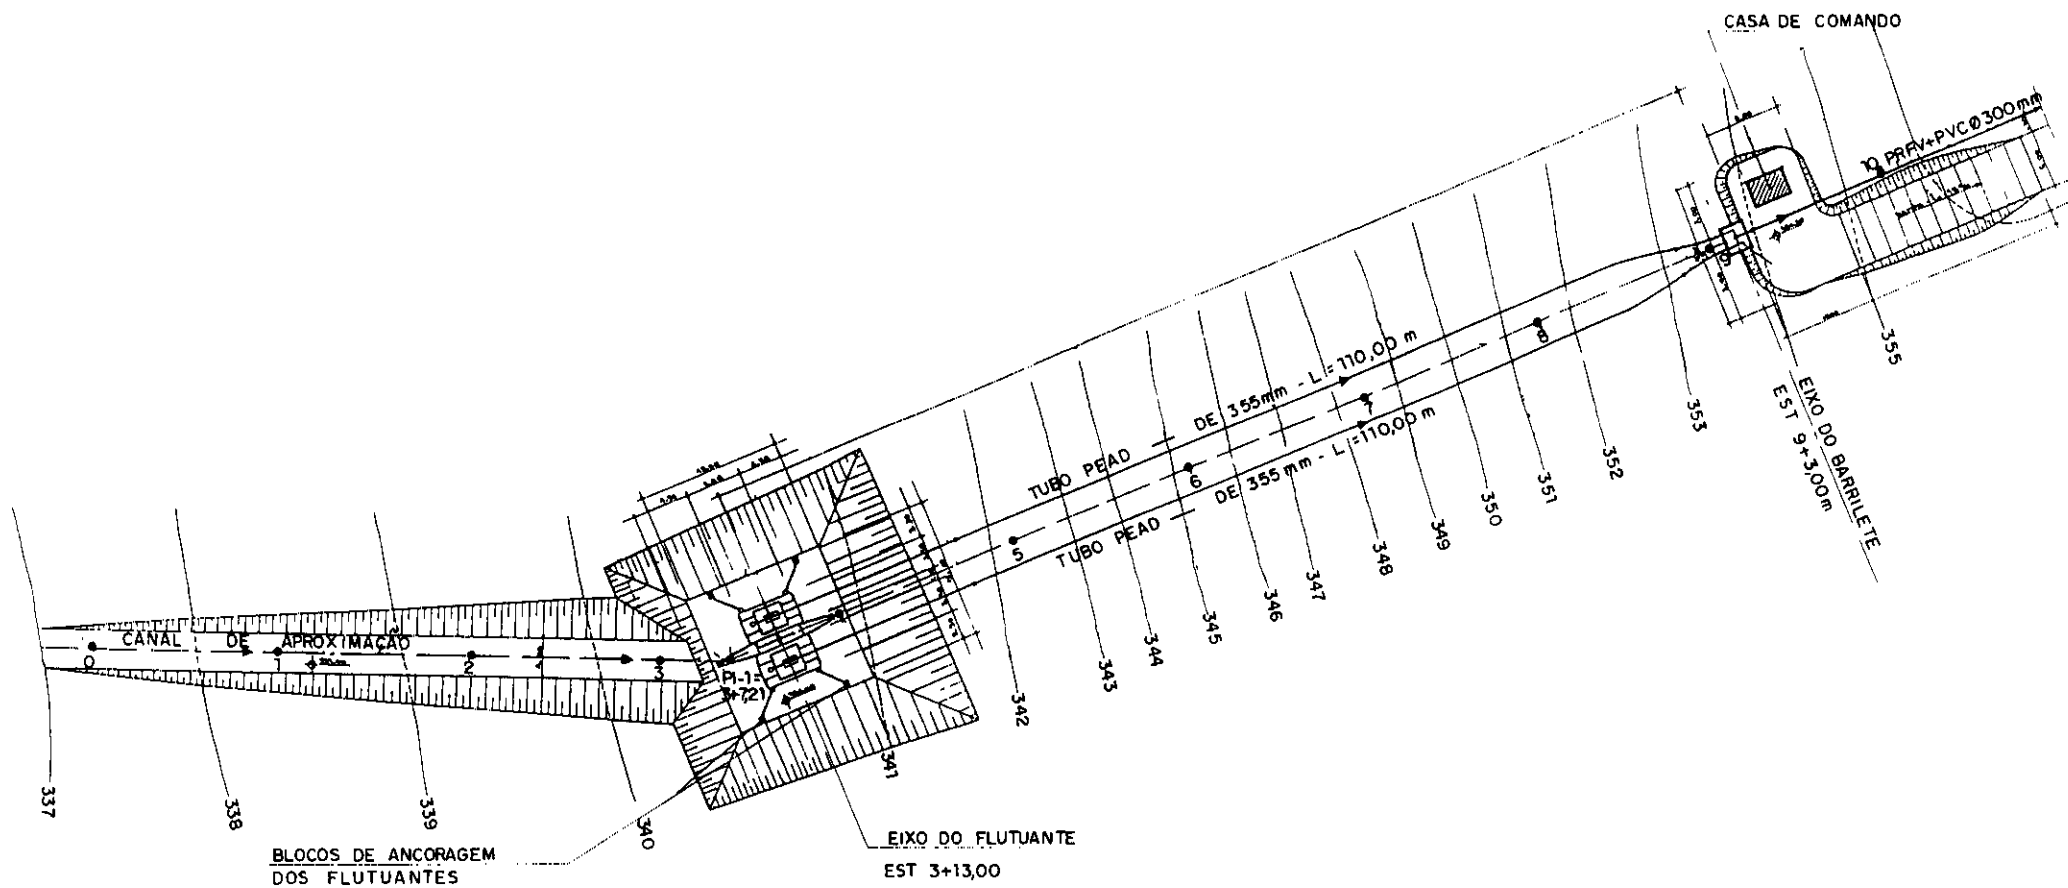 CASA DE COMANDO
10 PRFV+PVC Ø 300mm
9
8
7
6
5
TUBO PEAD - DE 355mm - L = 110,00 m
TUBO PEAD - DE 355 mm - L = 110,00 m
EIXO DO BARRILETE
EST 9+3,00m
355
353
352
351
350
349
348
347
346
345
344
343
342
341
340
339
338
337
CANAL DE APROXIMAÇÃO
0
1
2
3
PI-1=
3+7,21
EIXO DO FLUTUANTE
EST 3+13,00
BLOCOS DE ANCORAGEM
DOS FLUTUANTES